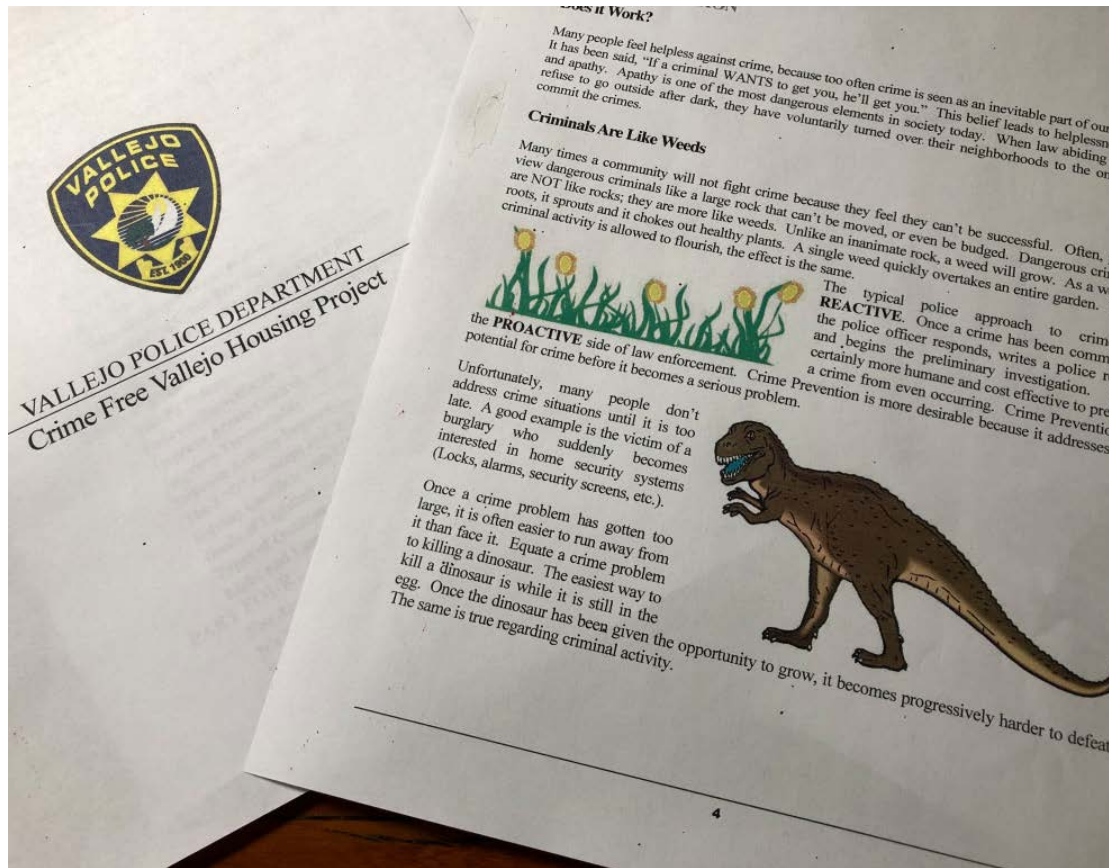 VALLEJO
POLICE
EST. 1900
VALLEJO POLICE DEPARTMENT
Crime Free Vallejo Housing Project
Does it Work?
Many people feel helpless against crime, because too often crime is seen as an inevitable part of our
It has been said, "If a criminal WANTS to get you, he'll get you." This belief leads to
and apathy. Apathy is one of the most dangerous elements in society today. When law abiding
refuse to go outside after dark, they have voluntarily turned over their neighborhoods to the
commit the crimes.
Criminals Are Like Weeds
Many times a community will not fight crime because they feel they can't be successful. Often,
view dangerous criminals like a large rock that can't be moved, or even be budged. Dangerous
are NOT like rocks; they are more like weeds. Unlike an inanimate rock, a weed will grow. As a
roots, it sprouts and it chokes out healthy plants. A single weed quickly overtakes an entire garden.
criminal activity is allowed to flourish, the effect is the same.
The typical police approach to
REACTIVE. Once a crime has been
the police officer responds, writes a police
and begins the preliminary investigation.
certainly more humane and cost effective to
a crime from even occurring. Crime
the PROACTIVE side of law enforcement. Crime Prevention is more desirable because it addresses
potential for crime before it becomes a serious problem.
Unfortunately, many people don't
address crime situations until it is too
late. A good example is the victim of a
burglary who suddenly becomes
interested in home security systems
(Locks, alarms, security screens, etc.).
Once a crime problem has gotten too
large, it is often easier to run away from
it than face it. Equate a crime problem
to killing a dinosaur. The easiest way to
kill a dinosaur is while it is still in the
egg. Once the dinosaur has been given the opportunity to grow, it becomes progressively harder to defeat
The same is true regarding criminal activity.
4